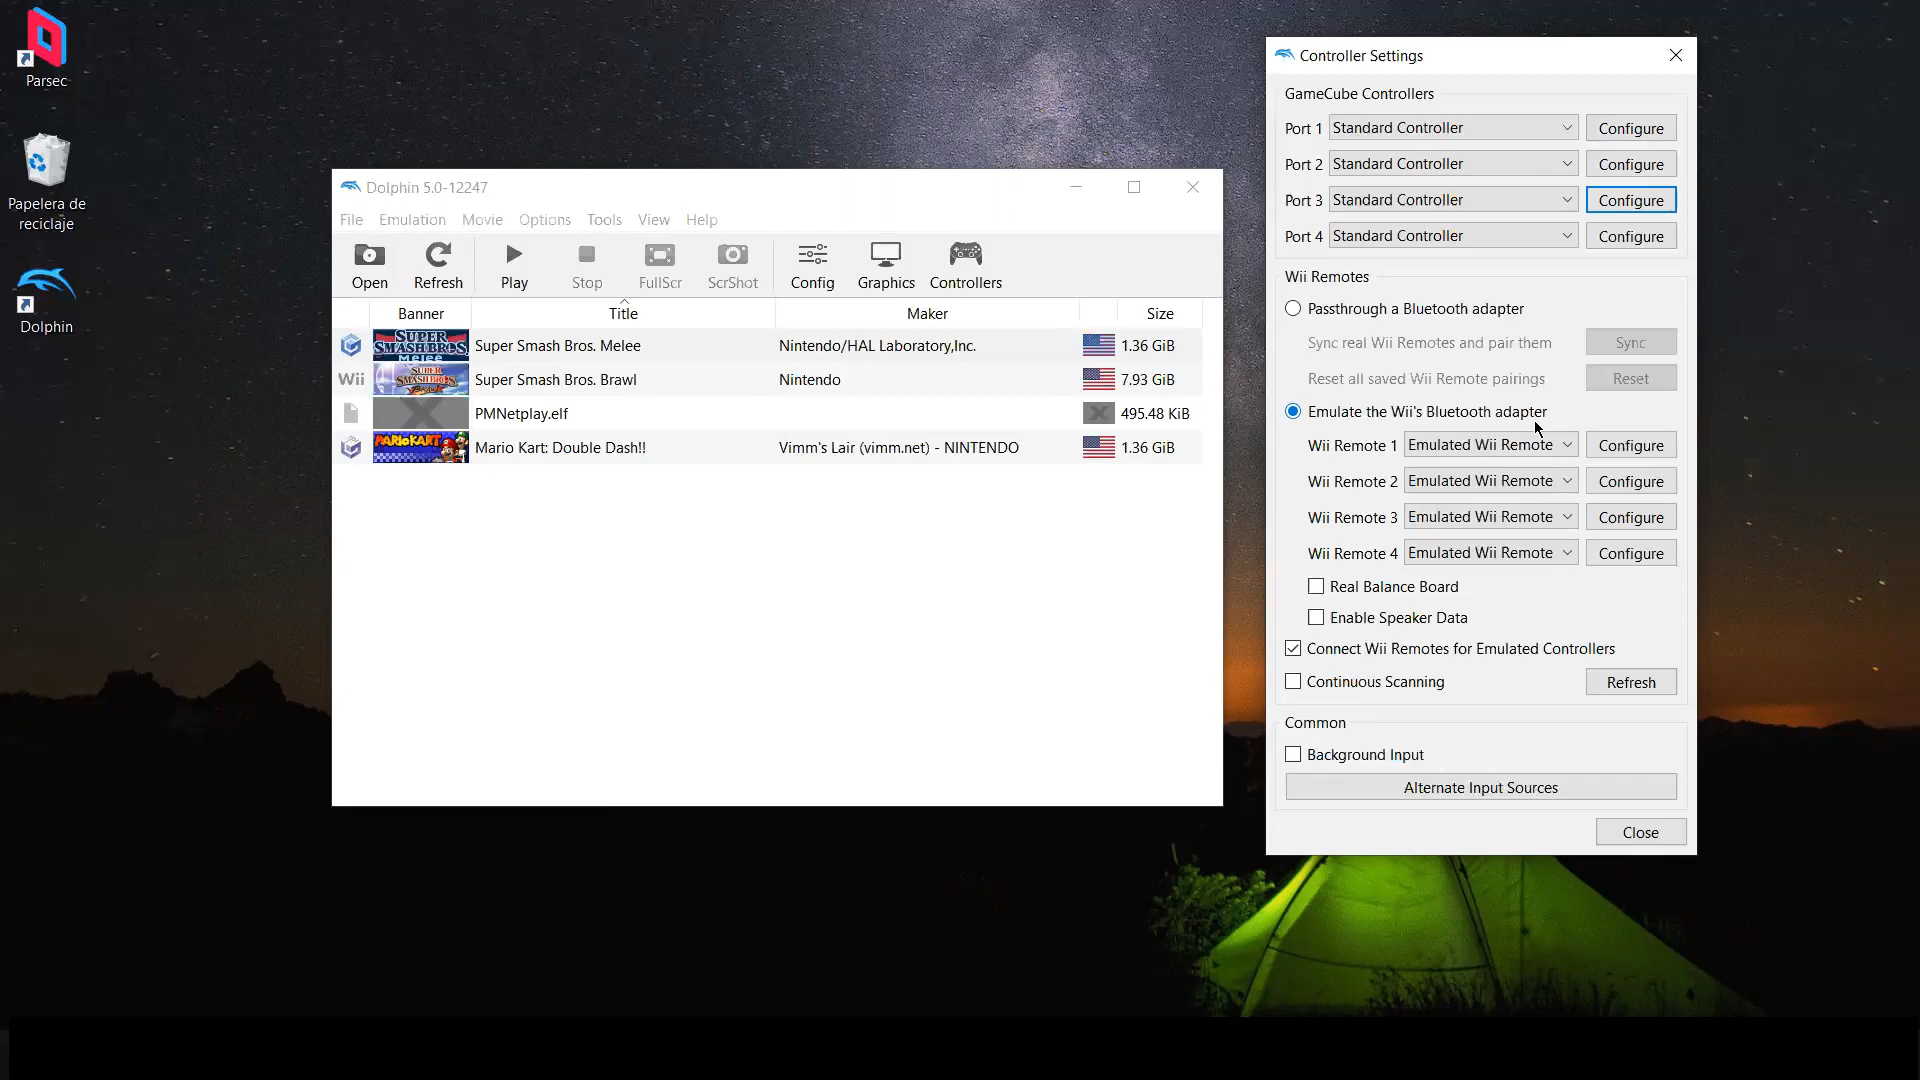 Parsec
Papelera de
reciclaje
Dolphin
Dolphin 5.0-12247
File Emulation Movie Options Tools View Help
Open Refresh Play Stop FullScr ScrShot Config Graphics Controllers
Banner Title Maker Size
SUPER SMASH BROS. Melee Super Smash Bros. Melee Nintendo/HAL Laboratory,Inc. 1.36 GiB
Wii SUPER SMASH BROS. Super Smash Bros. Brawl Nintendo 7.93 GiB
PMNetplay.elf 495.48 KiB
MARIOKART Mario Kart: Double Dash!! Vimm's Lair (vimm.net) - NINTENDO 1.36 GiB
Controller Settings
GameCube Controllers
Port 1 Standard Controller Configure
Port 2 Standard Controller Configure
Port 3 Standard Controller Configure
Port 4 Standard Controller Configure
Wii Remotes
Passthrough a Bluetooth adapter
Sync real Wii Remotes and pair them Sync
Reset all saved Wii Remote pairings Reset
Emulate the Wii's Bluetooth adapter
Wii Remote 1 Emulated Wii Remote Configure
Wii Remote 2 Emulated Wii Remote Configure
Wii Remote 3 Emulated Wii Remote Configure
Wii Remote 4 Emulated Wii Remote Configure
Real Balance Board
Enable Speaker Data
Connect Wii Remotes for Emulated Controllers
Continuous Scanning Refresh
Common
Background Input
Alternate Input Sources
Close